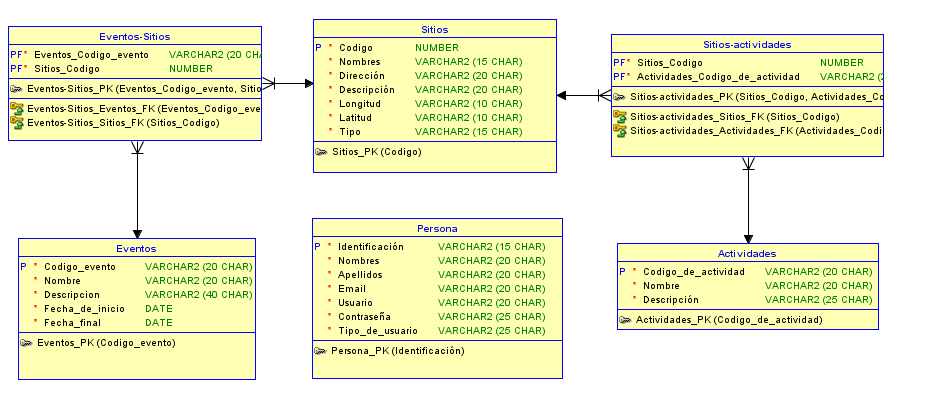 Eventos-Sitios
PF* Eventos_Codigo_evento VARCHAR2 (20 CHA
PF* Sitios_Codigo NUMBER
Eventos-Sitios_PK (Eventos_Codigo_evento, Sitio
Eventos-Sitios_Eventos_FK (Eventos_Codigo_eve
Eventos-Sitios_Sitios_FK (Sitios_Codigo)
Sitios
P * Codigo NUMBER
* Nombres VARCHAR2 (15 CHAR)
* Dirección VARCHAR2 (20 CHAR)
* Descripción VARCHAR2 (20 CHAR)
* Longitud VARCHAR2 (10 CHAR)
* Latitud VARCHAR2 (10 CHAR)
* Tipo VARCHAR2 (15 CHAR)
Sitios_PK (Codigo)
Sitios-actividades
PF* Sitios_Codigo NUMBER
PF* Actividades_Codigo_de_actividad VARCHAR2 (2
Sitios-actividades_PK (Sitios_Codigo, Actividades_Co
Sitios-actividades_Sitios_FK (Sitios_Codigo)
Sitios-actividades_Actividades_FK (Actividades_Codi
Eventos
P * Codigo_evento VARCHAR2 (20 CHAR)
* Nombre VARCHAR2 (20 CHAR)
* Descripcion VARCHAR2 (40 CHAR)
* Fecha_de_inicio DATE
* Fecha_final DATE
Eventos_PK (Codigo_evento)
Persona
P * Identificación VARCHAR2 (15 CHAR)
* Nombres VARCHAR2 (20 CHAR)
* Apellidos VARCHAR2 (20 CHAR)
* Email VARCHAR2 (20 CHAR)
* Usuario VARCHAR2 (20 CHAR)
* Contraseña VARCHAR2 (25 CHAR)
* Tipo_de_usuario VARCHAR2 (25 CHAR)
Persona_PK (Identificación)
Actividades
P * Codigo_de_actividad VARCHAR2 (20 CHAR)
* Nombre VARCHAR2 (20 CHAR)
* Descripción VARCHAR2 (25 CHAR)
Actividades_PK (Codigo_de_actividad)